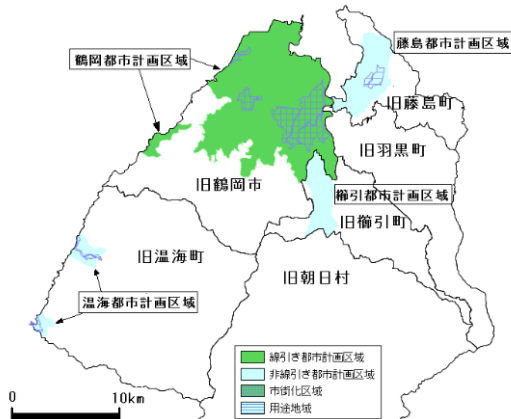 藤島都市計画区域
鶴岡都市計画区域
旧藤島町
旧羽黒町
旧鶴岡市
櫛引都市計画区域
旧櫛引町
旧温海町
旧朝日村
温海都市計画区域
線引き都市計画区域
非線引き都市計画区域
市街化区域
用途地域
0 10km